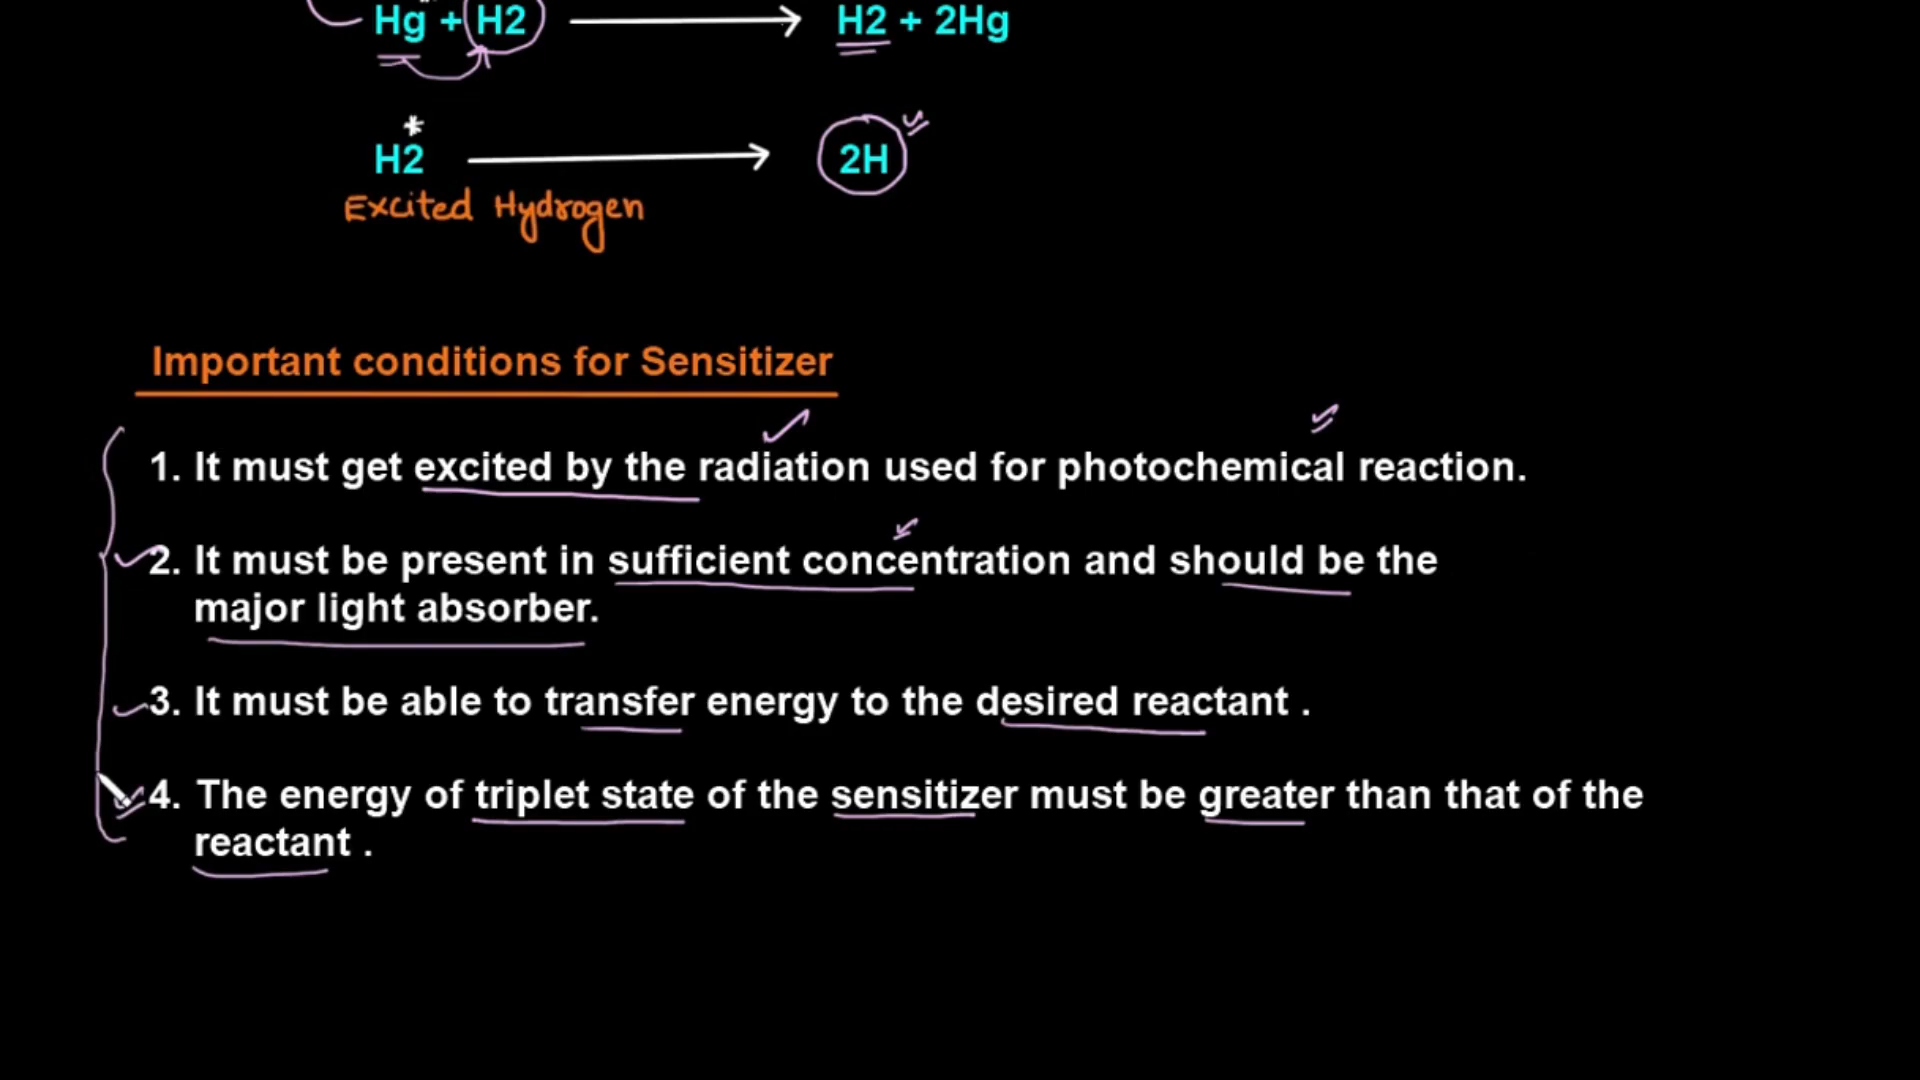 Hg + H2 → H2 + 2Hg
*
H2 → 2H
Excited Hydrogen
Important conditions for Sensitizer
1. It must get excited by the radiation used for photochemical reaction.
2. It must be present in sufficient concentration and should be the
major light absorber.
3. It must be able to transfer energy to the desired reactant .
4. The energy of triplet state of the sensitizer must be greater than that of the
reactant .